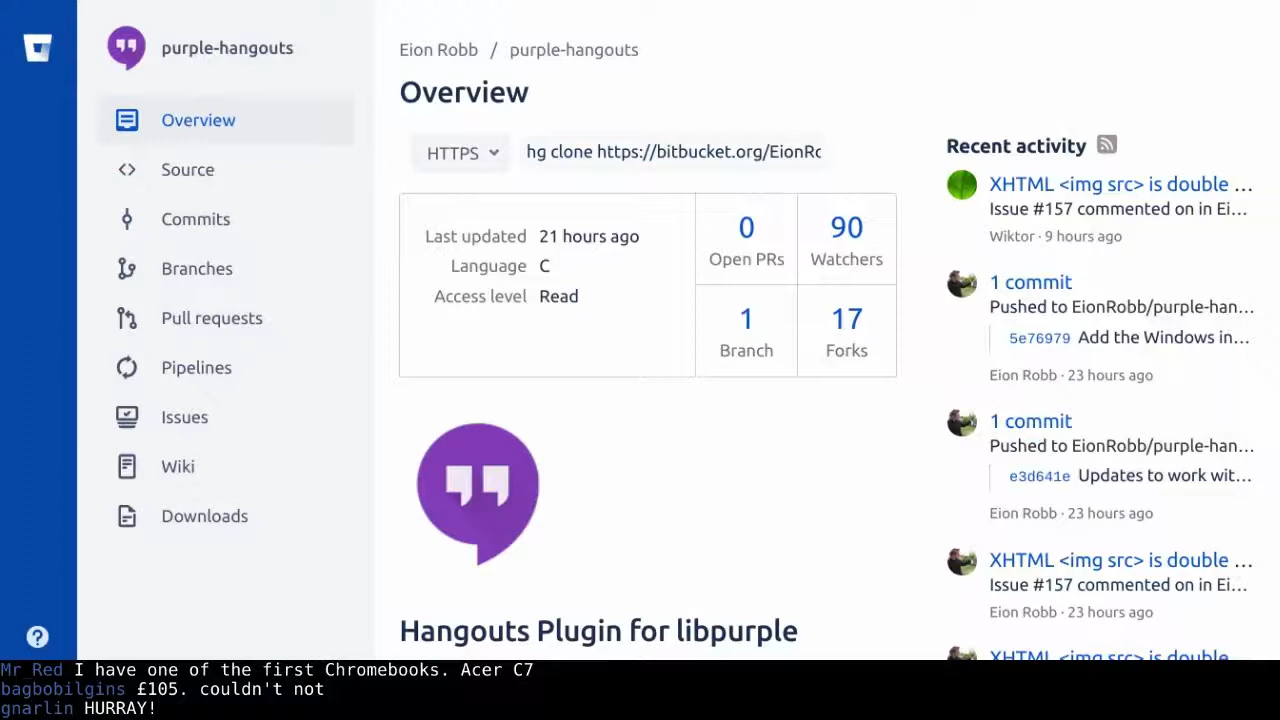 purple-hangouts
Overview
Source
Commits
Branches
Pull requests
Pipelines
Issues
Wiki
Downloads
Eion Robb / purple-hangouts
Overview
HTTPS hg clone https://bitbucket.org/EionRo
Last updated 21 hours ago
Language C
Access level Read
0
Open PRs
90
Watchers
1
Branch
17
Forks
Hangouts Plugin for libpurple
Recent activity
XHTML <img src> is double ...
Issue #157 commented on in Ei...
Wiktor · 9 hours ago
1 commit
Pushed to EionRobb/purple-han...
5e76979 Add the Windows in...
Eion Robb · 23 hours ago
1 commit
Pushed to EionRobb/purple-han...
e3d641e Updates to work wit...
Eion Robb · 23 hours ago
XHTML <img src> is double ...
Issue #157 commented on in Ei...
Eion Robb · 23 hours ago
XHTML <img src> is double
Mr_Red I have one of the first Chromebooks. Acer C7
bagbobilgins £105. couldn't not
gnarlin HURRAY!